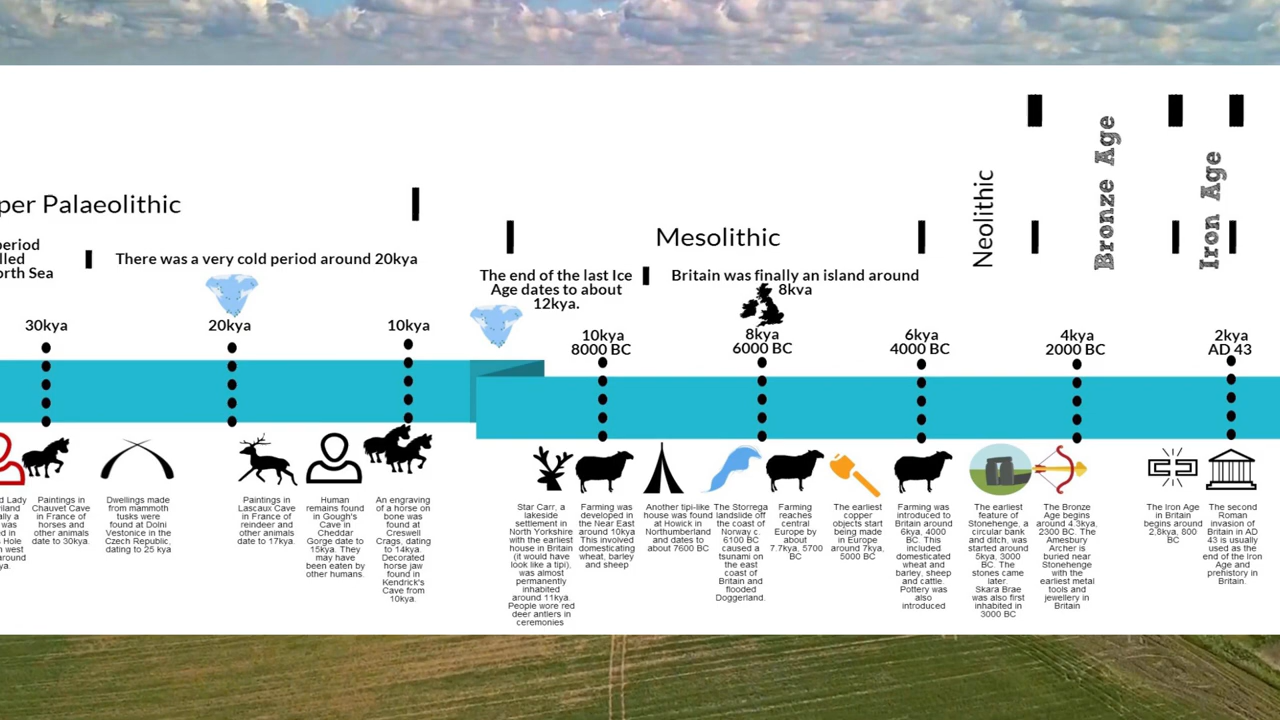 per Palaeolithic
Mesolithic
Neolithic
Bronze Age
Iron Age
period
lled
orth Sea
There was a very cold period around 20kya
The end of the last Ice
Age dates to about
12kya.
Britain was finally an island around
8kya
30kya
20kya
10kya
10kya
8000 BC
8kya
6000 BC
6kya
4000 BC
4kya
2000 BC
2kya
AD 43
d Lady
viland
ally a
was
ed in
Hole
west
around
ya.
Paintings in
Chauvet Cave
in France of
horses and
other animals
date to 30kya.
Dwellings made
from mammoth
tusks were
found at Dolni
Vestonice in the
Czech Republic,
dating to 25 kya
Paintings in
Lascaux Cave
in France of
reindeer and
other animals
date to 17kya.
Human
remains found
in Gough's
Cave in
Cheddar
Gorge date to
15kya. They
may have
been eaten by
other humans.
An engraving
of a horse on
bone was
found at
Creswell
Crags, dating
to 14kya.
Decorated
horse jaw
found in
Kendrick's
Cave from
10kya.
Star Carr, a
lakeside
settlement in
North Yorkshire
with the earliest
house in Britain
(it would have
look like a tipi),
was almost
permanently
inhabited
around 11kya.
People wore red
deer antlers in
ceremonies
Farming was
developed in
the Near East
around 10kya
This involved
domesticating
wheat, barley
and sheep
Another tipi-like
house was found
at Howick in
Northumberland
and dates to
about 7600 BC
The Storrega
landslide off
the coast of
Norway c.
6100 BC
caused a
tsunami on
the east
coast of
Britain and
flooded
Doggerland.
Farming
reaches
central
Europe by
about
7.7kya, 5700
BC
The earliest
copper
objects start
being made
in Europe
around 7kya,
5000 BC
Farming was
introduced to
Britain around
6kya, 4000
BC. This
included
domesticated
wheat and
barley, sheep
and cattle.
Pottery was
also
introduced
The earliest
feature of
Stonehenge, a
circular bank
and ditch, was
started around
5kya, 3000
BC. The
stones came
later.
Skara Brae
was also first
inhabited in
3000 BC
The Bronze
Age begins
around 4.3kya,
2300 BC. The
Amesbury
Archer is
buried near
Stonehenge
with the
earliest metal
tools and
jewellery in
Britain
The Iron Age
in Britain
begins around
2,8kya, 800
BC
The second
Roman
invasion of
Britain in AD
43 is usually
used as the
end of the Iron
Age and
prehistory in
Britain.